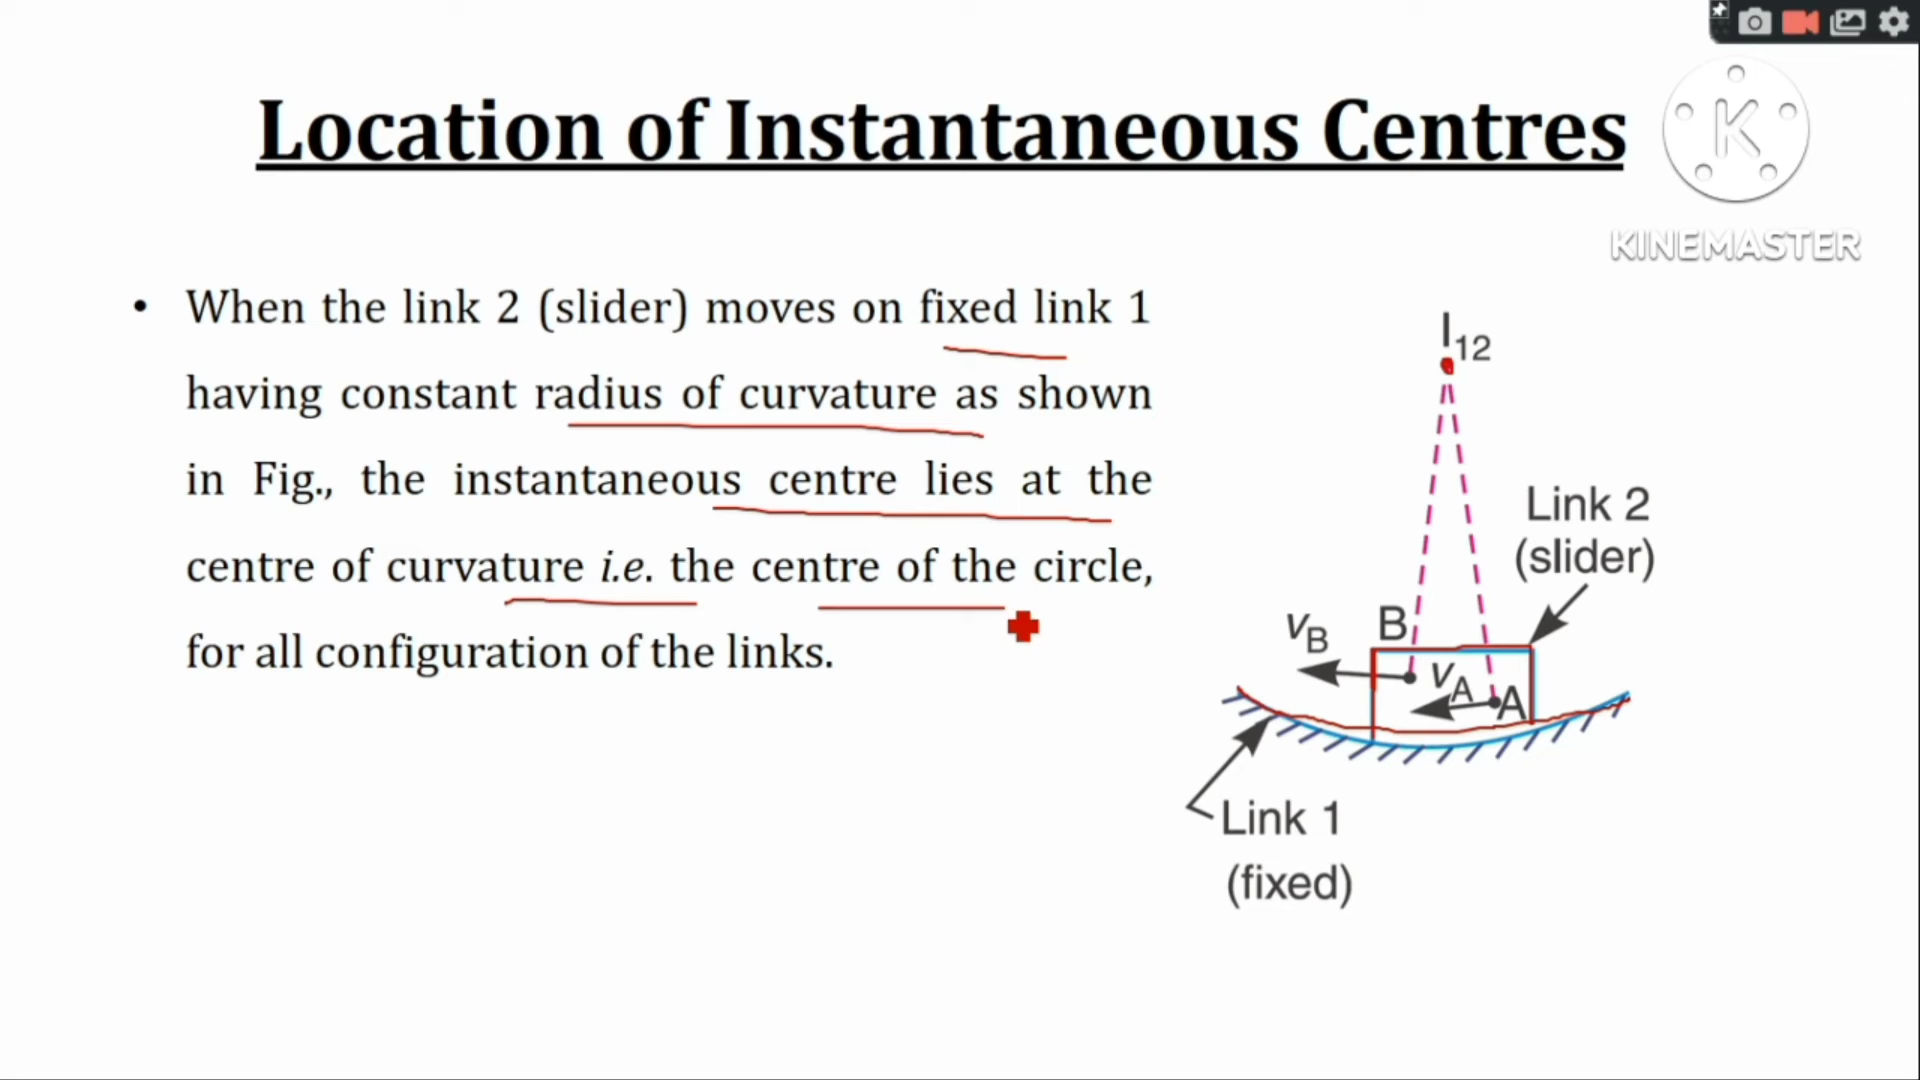 Location of Instantaneous Centres
K
KINEMASTER
• When the link 2 (slider) moves on fixed link 1
having constant radius of curvature as shown
in Fig., the instantaneous centre lies at the
centre of curvature i.e. the centre of the circle,
for all configuration of the links.
I12
Link 2
(slider)
vB
B
vA
A
Link 1
(fixed)